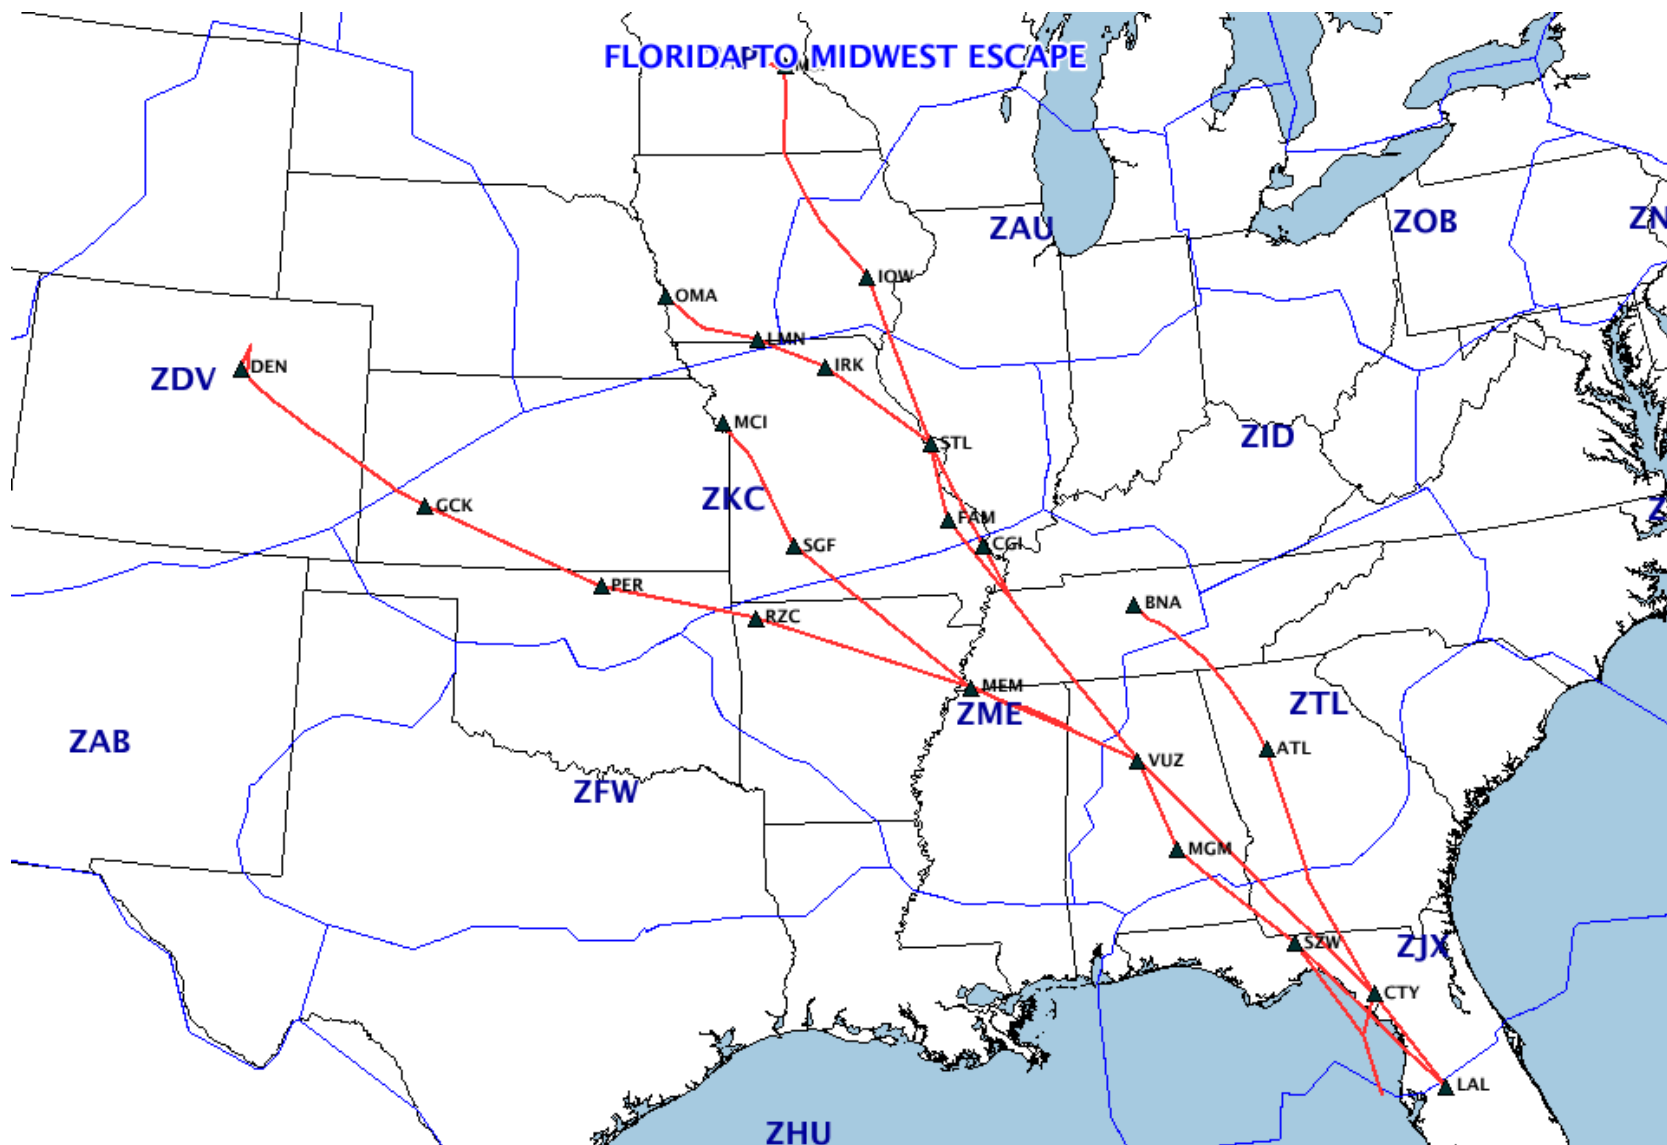 FLORIDA TO MIDWEST ESCAPE
ZAU
ZOB
ZN
IOW
OMA
LMN
IRK
DEN
ZDV
MCI
STL
ZID
ZKC
GCK
FAM
CGI
SGF
PER
RZC
BNA
MEM
ZME
ZTL
ZAB
ATL
VUZ
ZFW
MGM
SZW
ZJX
CTY
LAL
ZHU